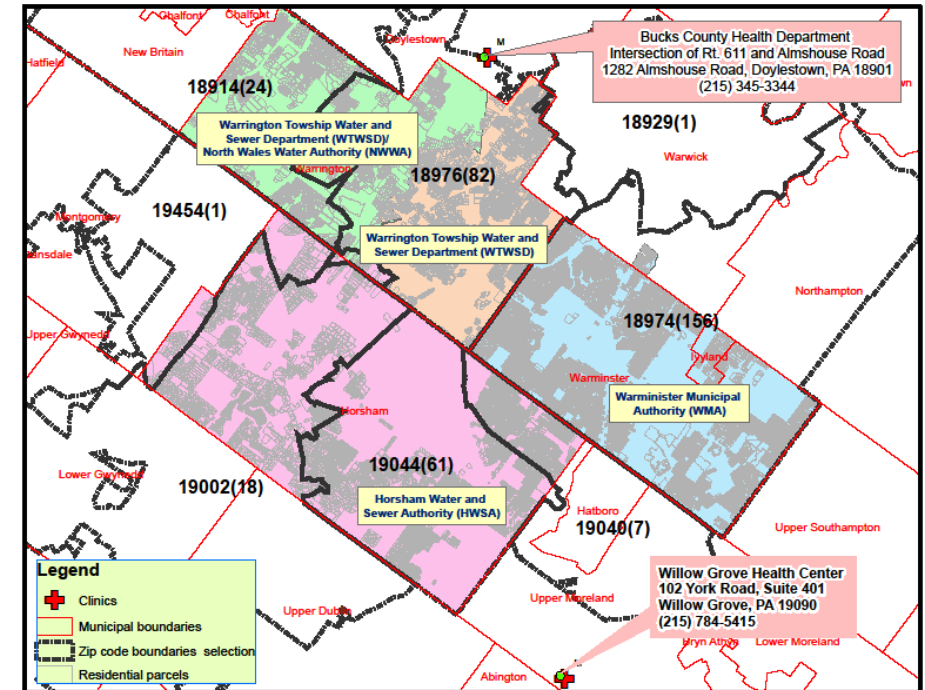 Chalfont
Chalfont
New Britain
Doylestown
M
Bucks County Health Department
Intersection of Rt. 611 and Almshouse Road
1282 Almshouse Road, Doylestown, PA 18901
(215) 345-3344
Hatfield
18914(24)
18929(1)
Warrington Towship Water and
Sewer Department (WTWSD)/
North Wales Water Authority (NWWA)
Warwick
Warrington
18976(82)
19454(1)
Montgomery
Warrington Towship Water and
Sewer Department (WTWSD)
Northampton
18974(156)
Upper Gwynedd
Ivyland
Warminster
Warminister Municipal
Authority (WMA)
Horsham
19044(61)
Lower Gwynedd
19002(18)
Horsham Water and
Sewer Authority (HWSA)
Hatboro
19040(7)
Upper Southampton
Legend
Clinics
Municipal boundaries
Zip code boundaries selection
Residential parcels
Willow Grove Health Center
102 York Road, Suite 401
Willow Grove, PA 19090
(215) 784-5415
Upper Moreland
Upper Dublin
Bryn Athyn
Lower Moreland
Abington